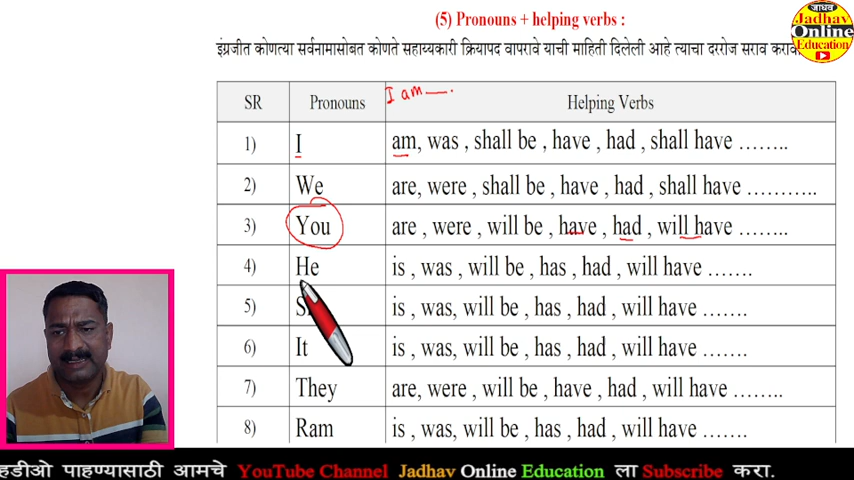 (5) Pronouns + helping verbs :
जाधव
Jadhav
Online
Education
इंग्रजीत कोणत्या सर्वनामासोबत कोणते सहाय्यकारी क्रियापद वापरावे याची माहिती दिलेली आहे त्याचा दररोज सराव करावा
I am —.
SR Pronouns Helping Verbs
1) I am, was , shall be , have , had , shall have ……..
2) We are, were , shall be , have , had , shall have ………..
3) You are , were , will be , have , had , will have ……..
4) He is , was , will be , has , had , will have …….
5) is , was, will be , has , had , will have …….
6) It is , was, will be , has , had , will have …….
7) They are, were , will be , have , had , will have ……..
8) Ram is , was, will be , has , had , will have …….
हडीओ पाहण्यासाठी आमचे YouTube Channel Jadhav Online Education ला Subscribe करा.